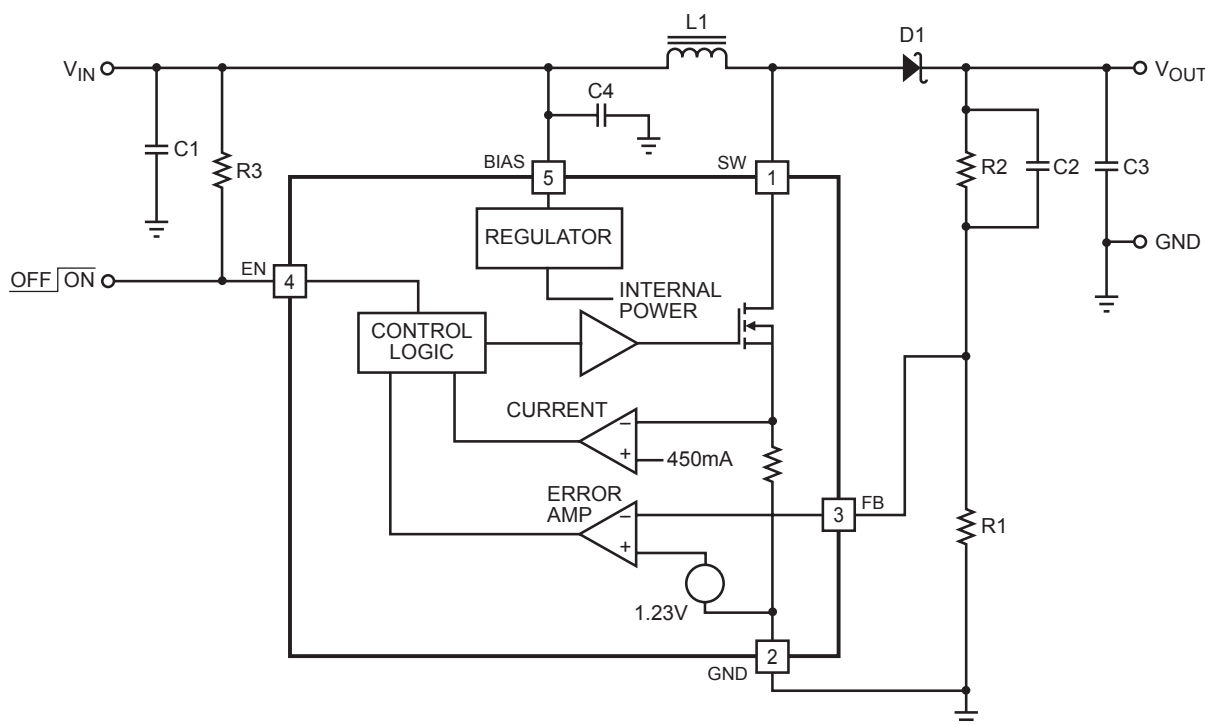 L1
D1
VIN
VOUT
C4
C1
R3
BIAS
5
SW
1
R2
C2
C3
REGULATOR
GND
OFF ON
EN
4
INTERNAL
POWER
CONTROL
LOGIC
CURRENT
–
+
450mA
ERROR
AMP
–
+
3
FB
R1
1.23V
2
GND